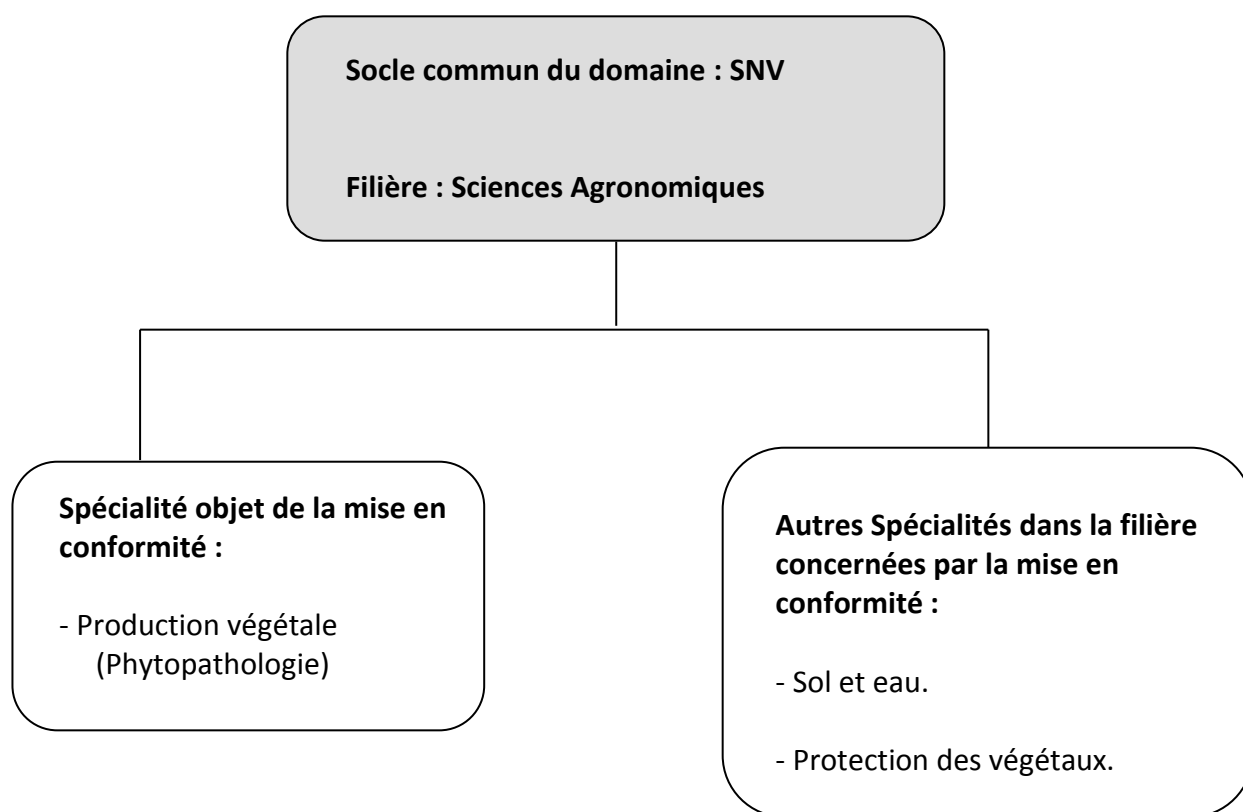 Socle commun du domaine : SNV
Filière : Sciences Agronomiques
Spécialité objet de la mise en
conformité :
- Production végétale
(Phytopathologie)
Autres Spécialités dans la filière
concernées par la mise en
conformité :
- Sol et eau.
- Protection des végétaux.